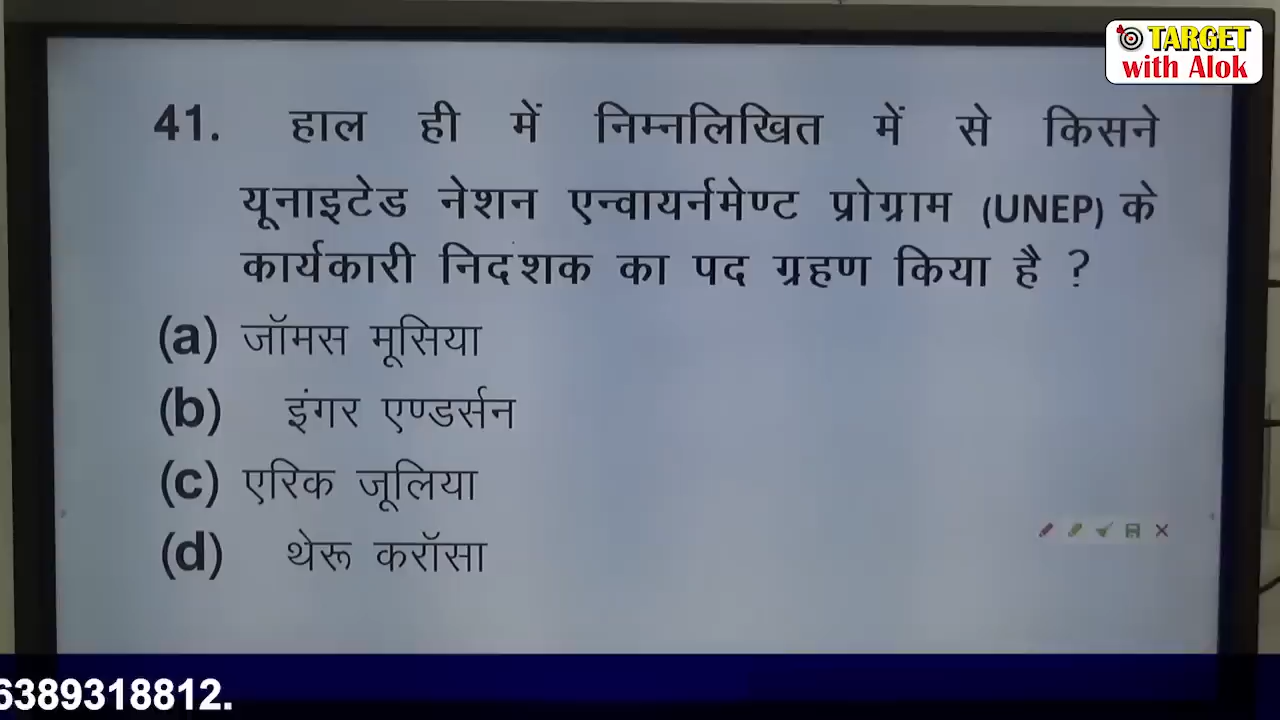 TARGET
with Alok
41. हाल ही में निम्नलिखित में से किसने
यूनाइटेड नेशन एन्वायर्नमेण्ट प्रोग्राम (UNEP) के
कार्यकारी निदशक का पद ग्रहण किया है ?
(a) जॉमस मूसिया
(b) इंगर एण्डर्सन
(c) एरिक जूलिया
(d) थेरू करॉसा
6389318812.